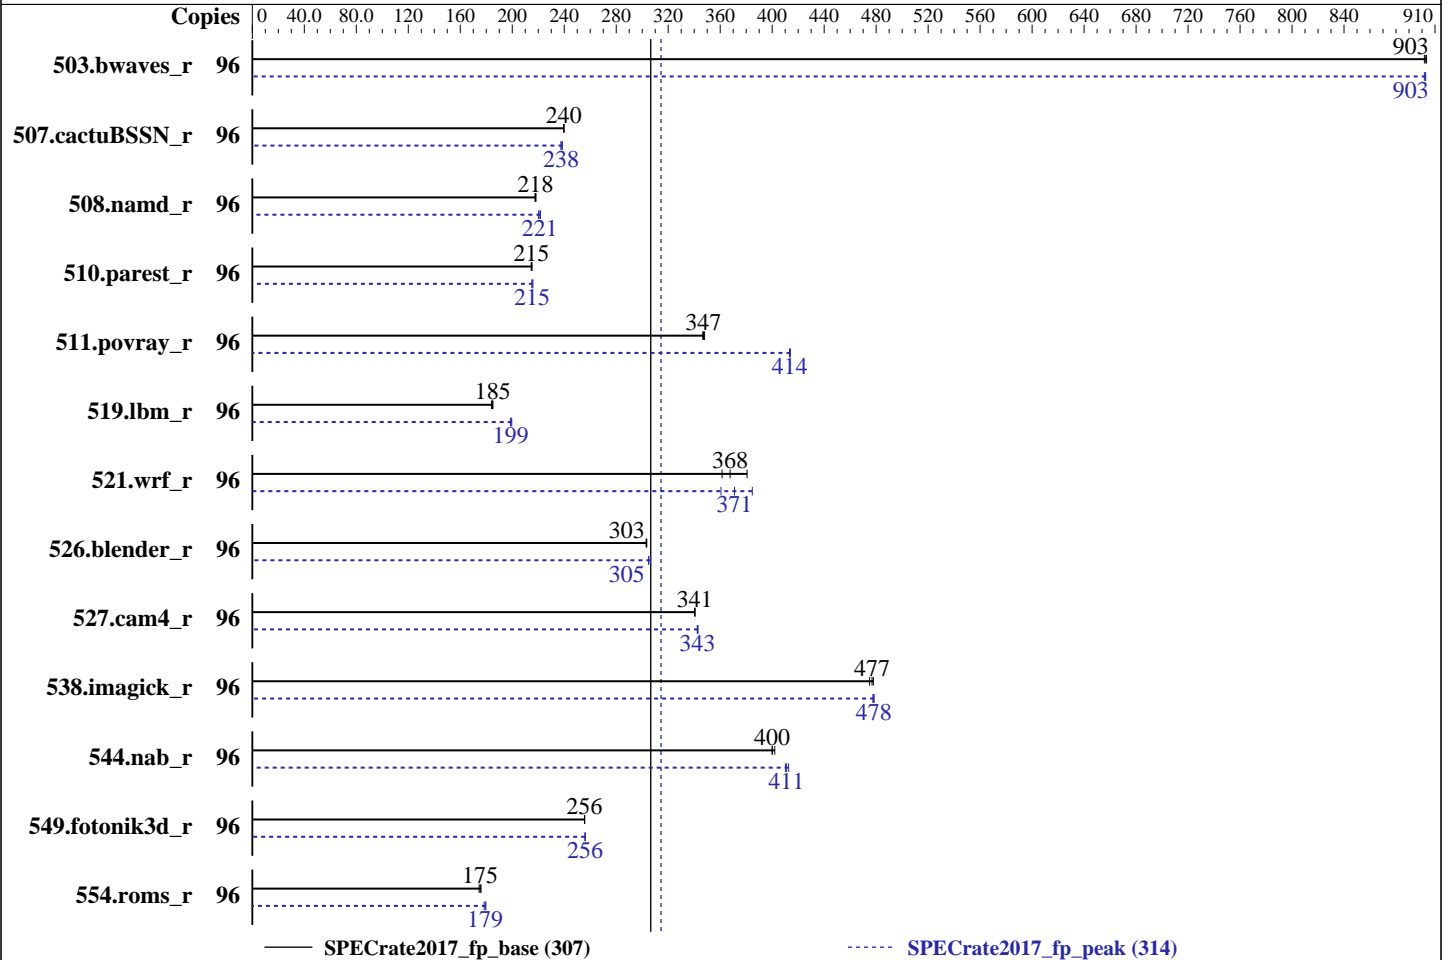 Copies 0 40.0 80.0 120 160 200 240 280 320 360 400 440 480 520 560 600 640 680 720 760 800 840 910
903
503.bwaves_r 96
903
240
507.cactuBSSN_r 96
238
218
508.namd_r 96
221
215
510.parest_r 96
215
347
511.povray_r 96
414
185
519.lbm_r 96
199
368
521.wrf_r 96
371
303
526.blender_r 96
305
341
527.cam4_r 96
343
477
538.imagick_r 96
478
400
544.nab_r 96
411
256
549.fotonik3d_r 96
256
175
554.roms_r 96
179
SPECrate2017_fp_base (307) SPECrate2017_fp_peak (314)